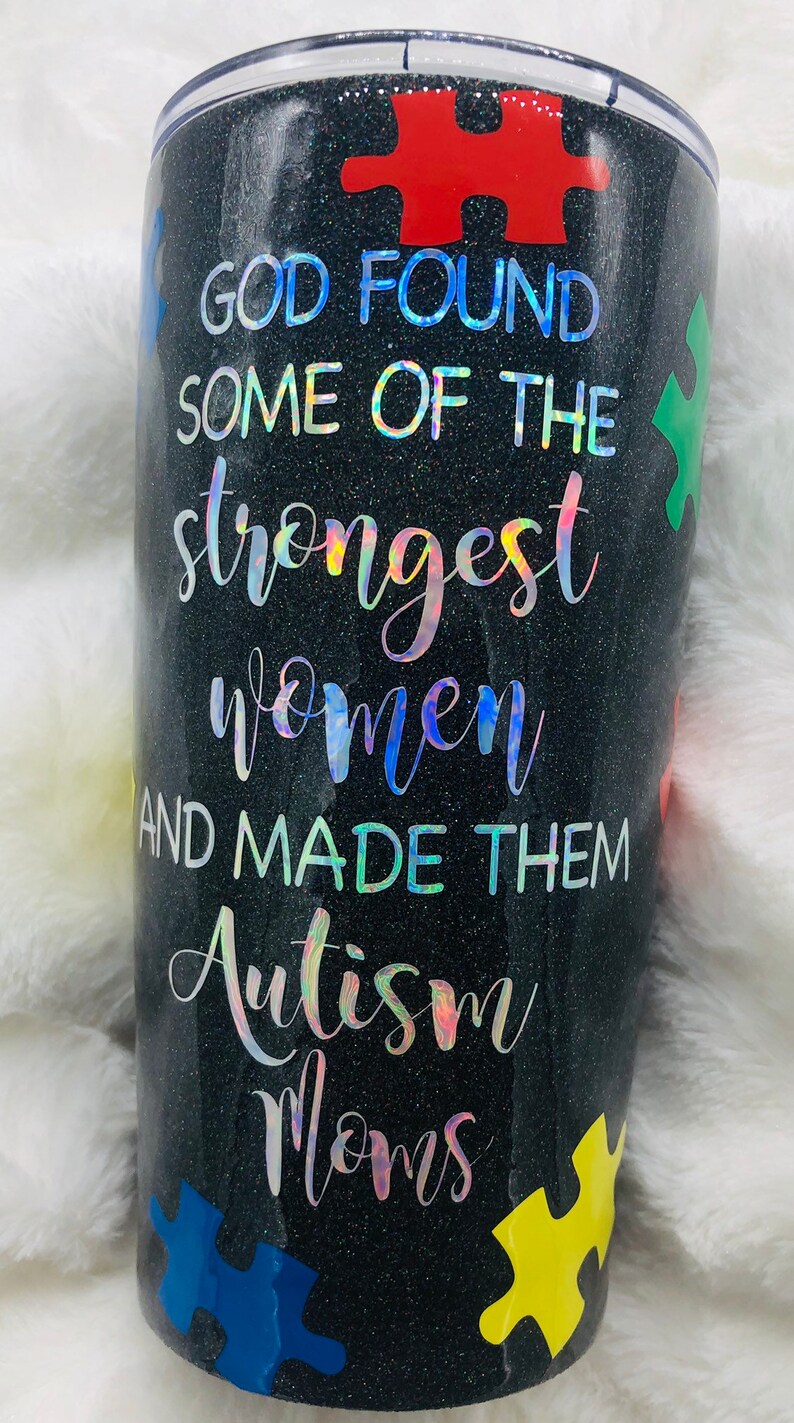 GOD FOUND
SOME OF THE
strongest
women
AND MADE THEM
Autism
Moms